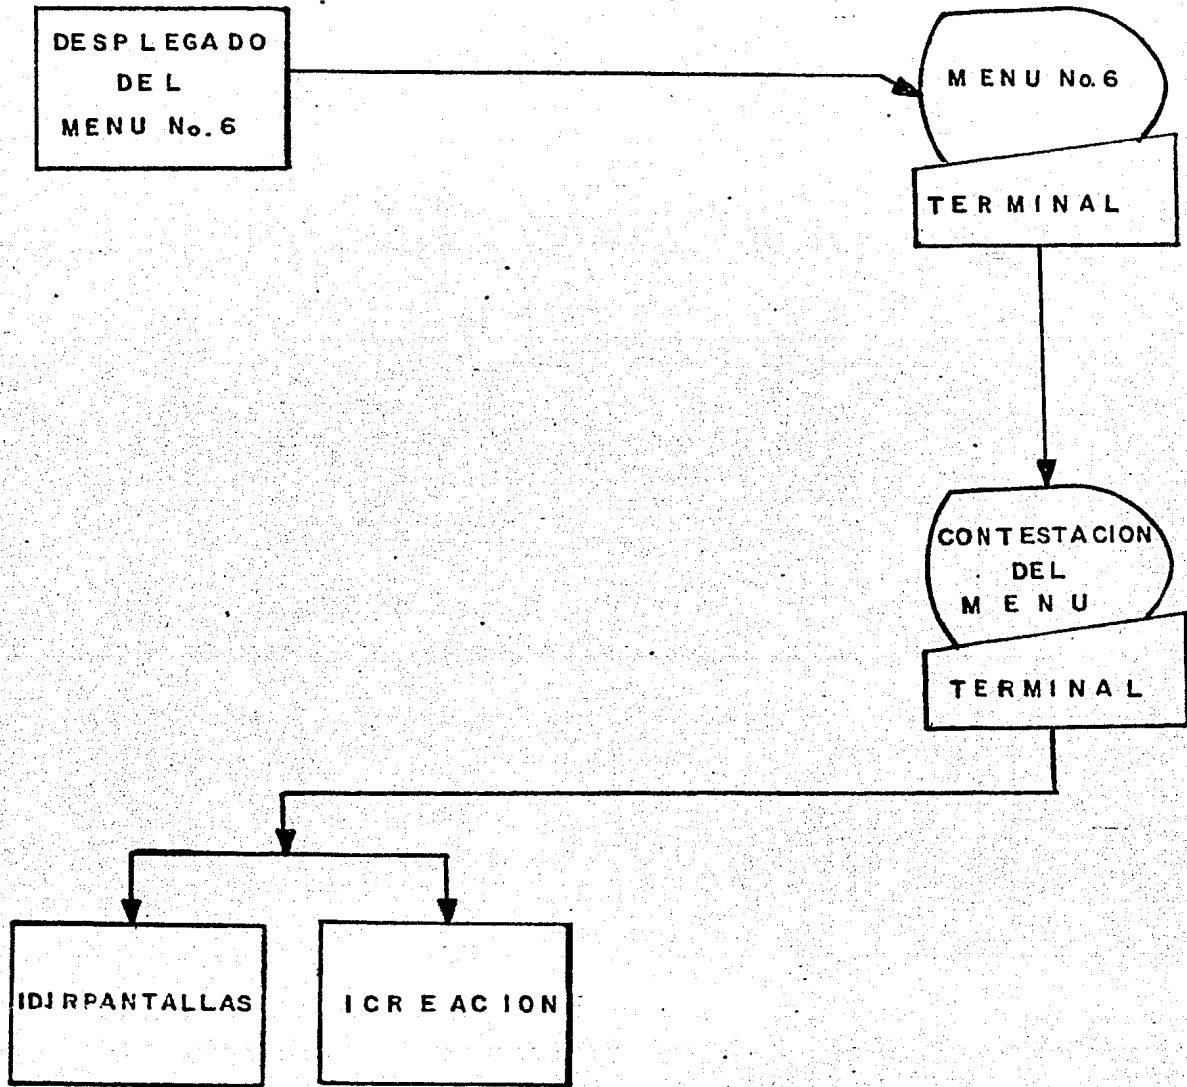 DESPLEGADO
DEL
MENU No. 6
MENU No. 6
TERMINAL
CONTESTACION
DEL
MENU
TERMINAL
IDJRPANTALLAS
ICREACION